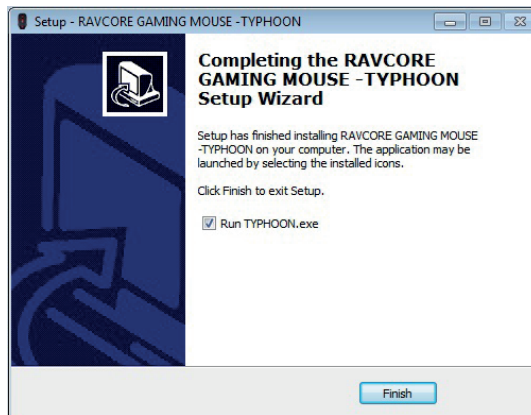 Setup - RAVCORE GAMING MOUSE -TYPHOON
Completing the RAVCORE
GAMING MOUSE -TYPHOON
Setup Wizard
Setup has finished installing RAVCORE GAMING MOUSE
-TYPHOON on your computer. The application may be
launched by selecting the installed icons.
Click Finish to exit Setup.
Run TYPHOON.exe
Finish